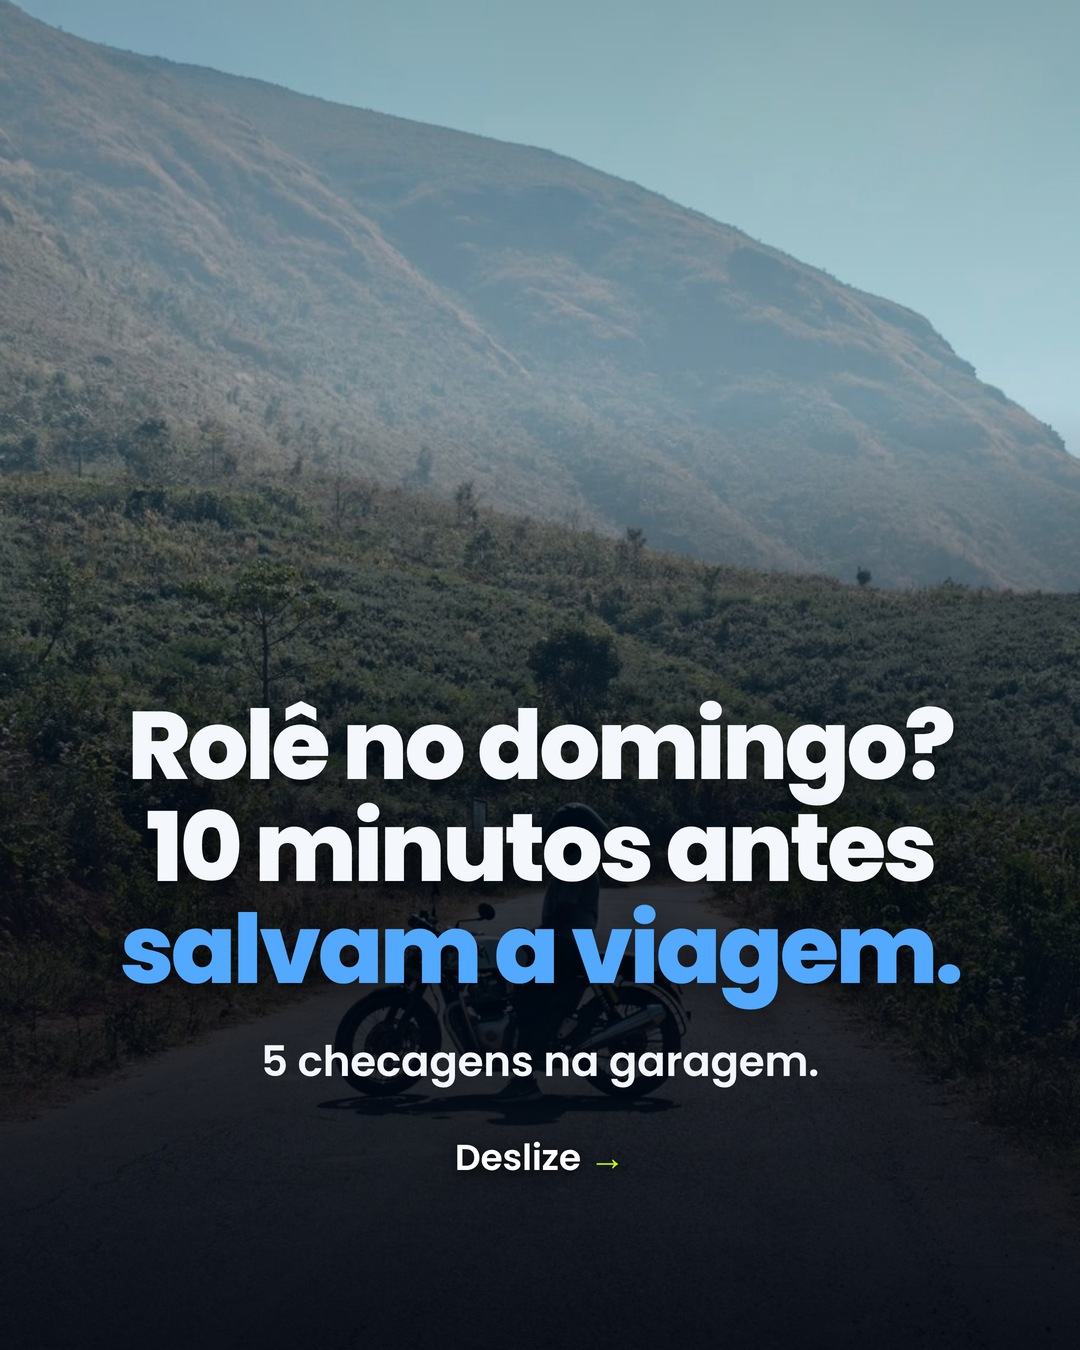 Rolê no domingo?
10 minutos antes
salvam a viagem.
5 checagens na garagem.
Deslize →